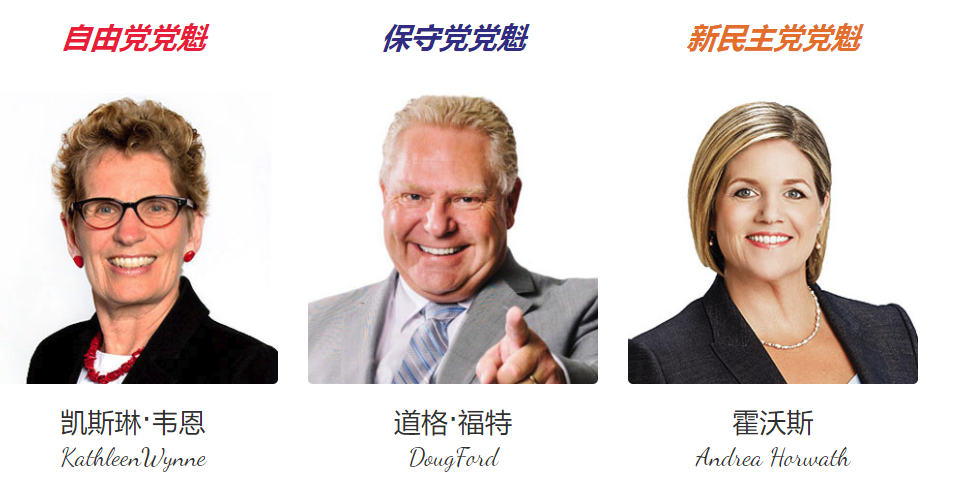 自由党党魁
保守党党魁
新民主党党魁
凯斯琳·韦恩
道格·福特
霍沃斯
KathleenWynne
DougFord
Andrea Horwath